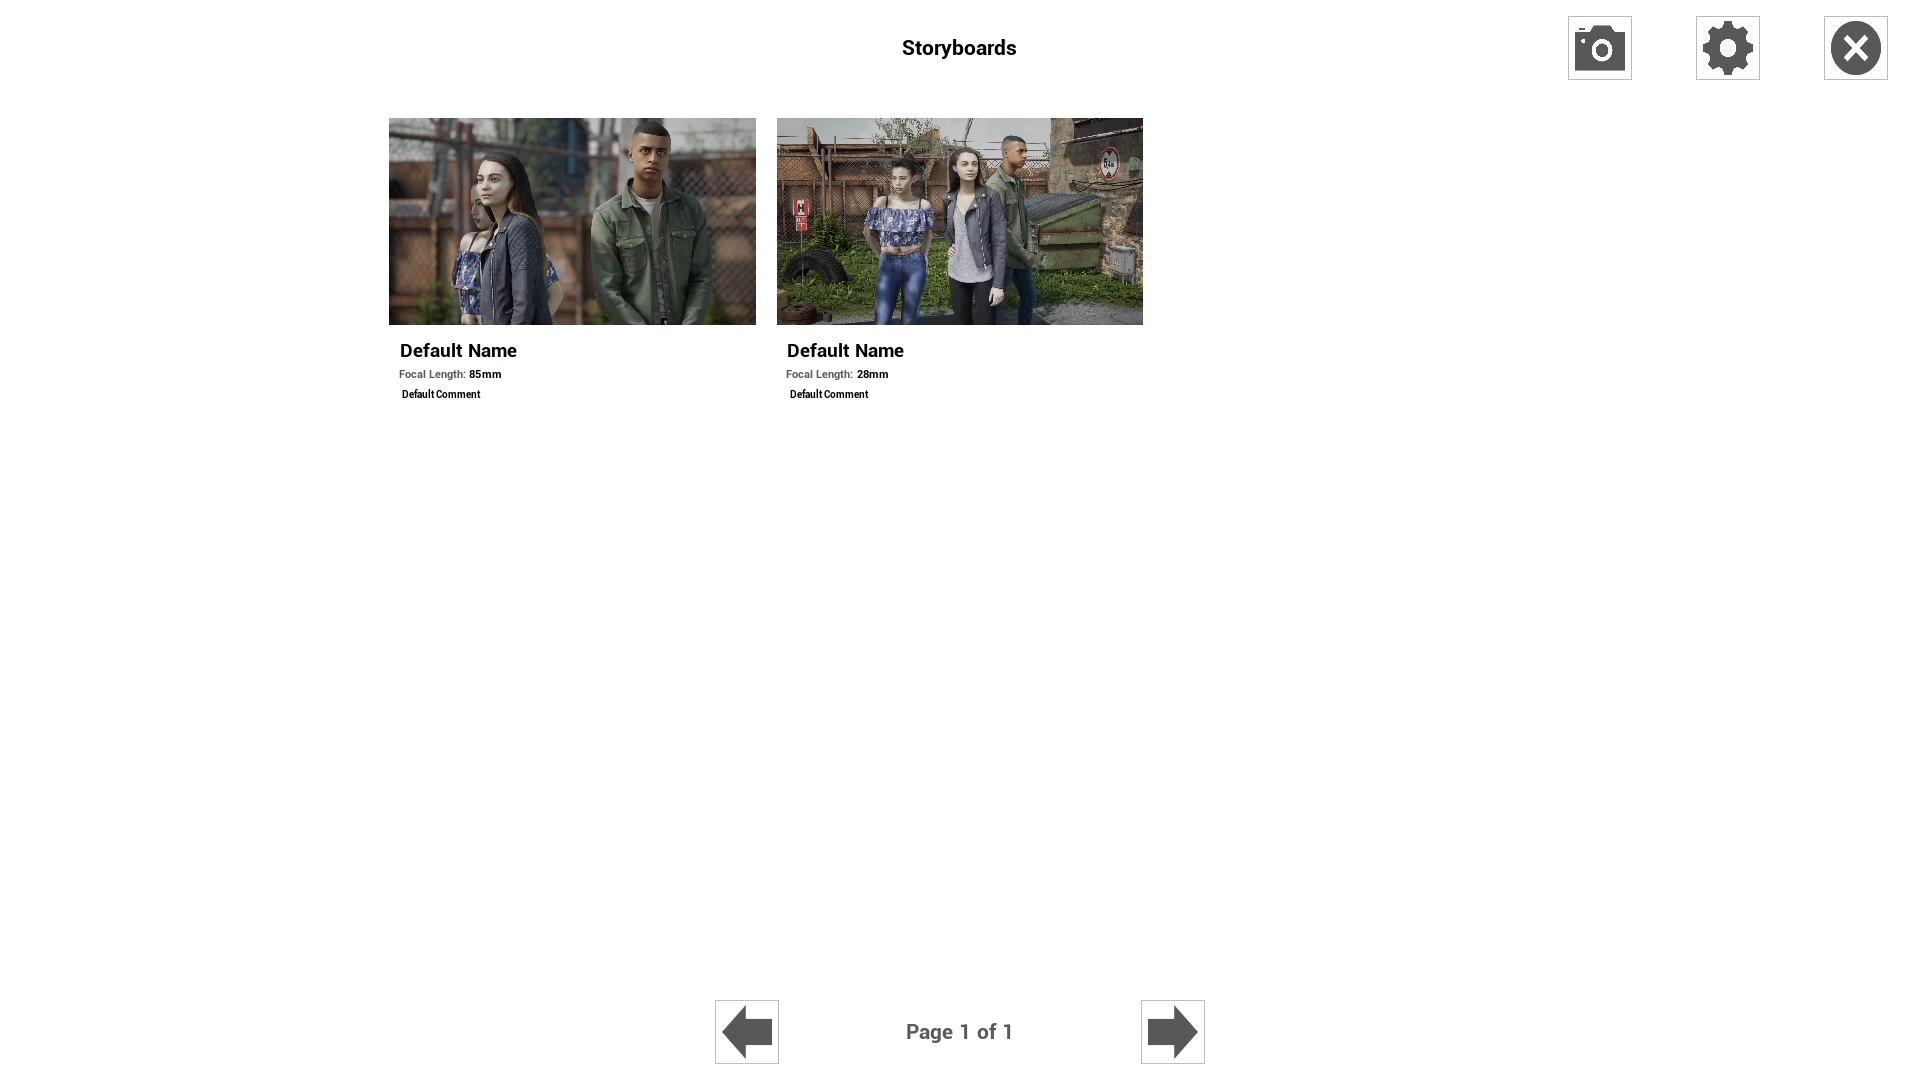 Storyboards
Default Name
Focal Length: 85mm
Default Comment
Default Name
Focal Length: 28mm
Default Comment
Page 1 of 1